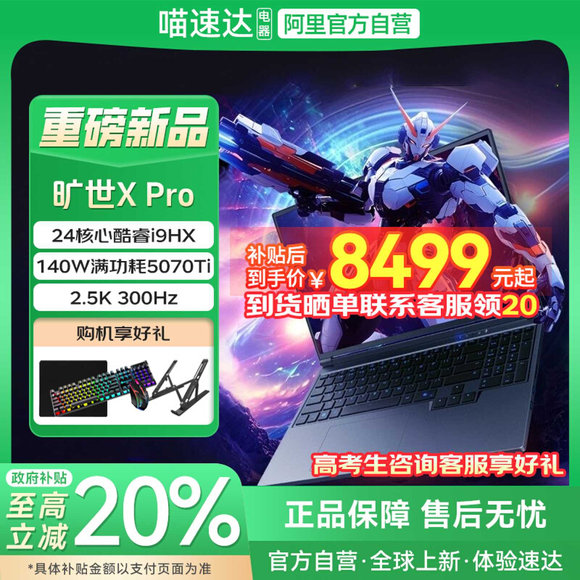 喵速达电器 阿里官方自营
重磅新品
旷世X Pro
24核心酷睿i9HX
140W满功耗5070Ti
2.5K 300Hz
购机享好礼
补贴后
到手价¥8499元起
到货晒单联系客服领20
高考生咨询客服享好礼
政府补贴
至高
立减20%
*具体补贴金额以支付页面为准
正品保障 售后无忧
官方自营·全球上新·体验速达